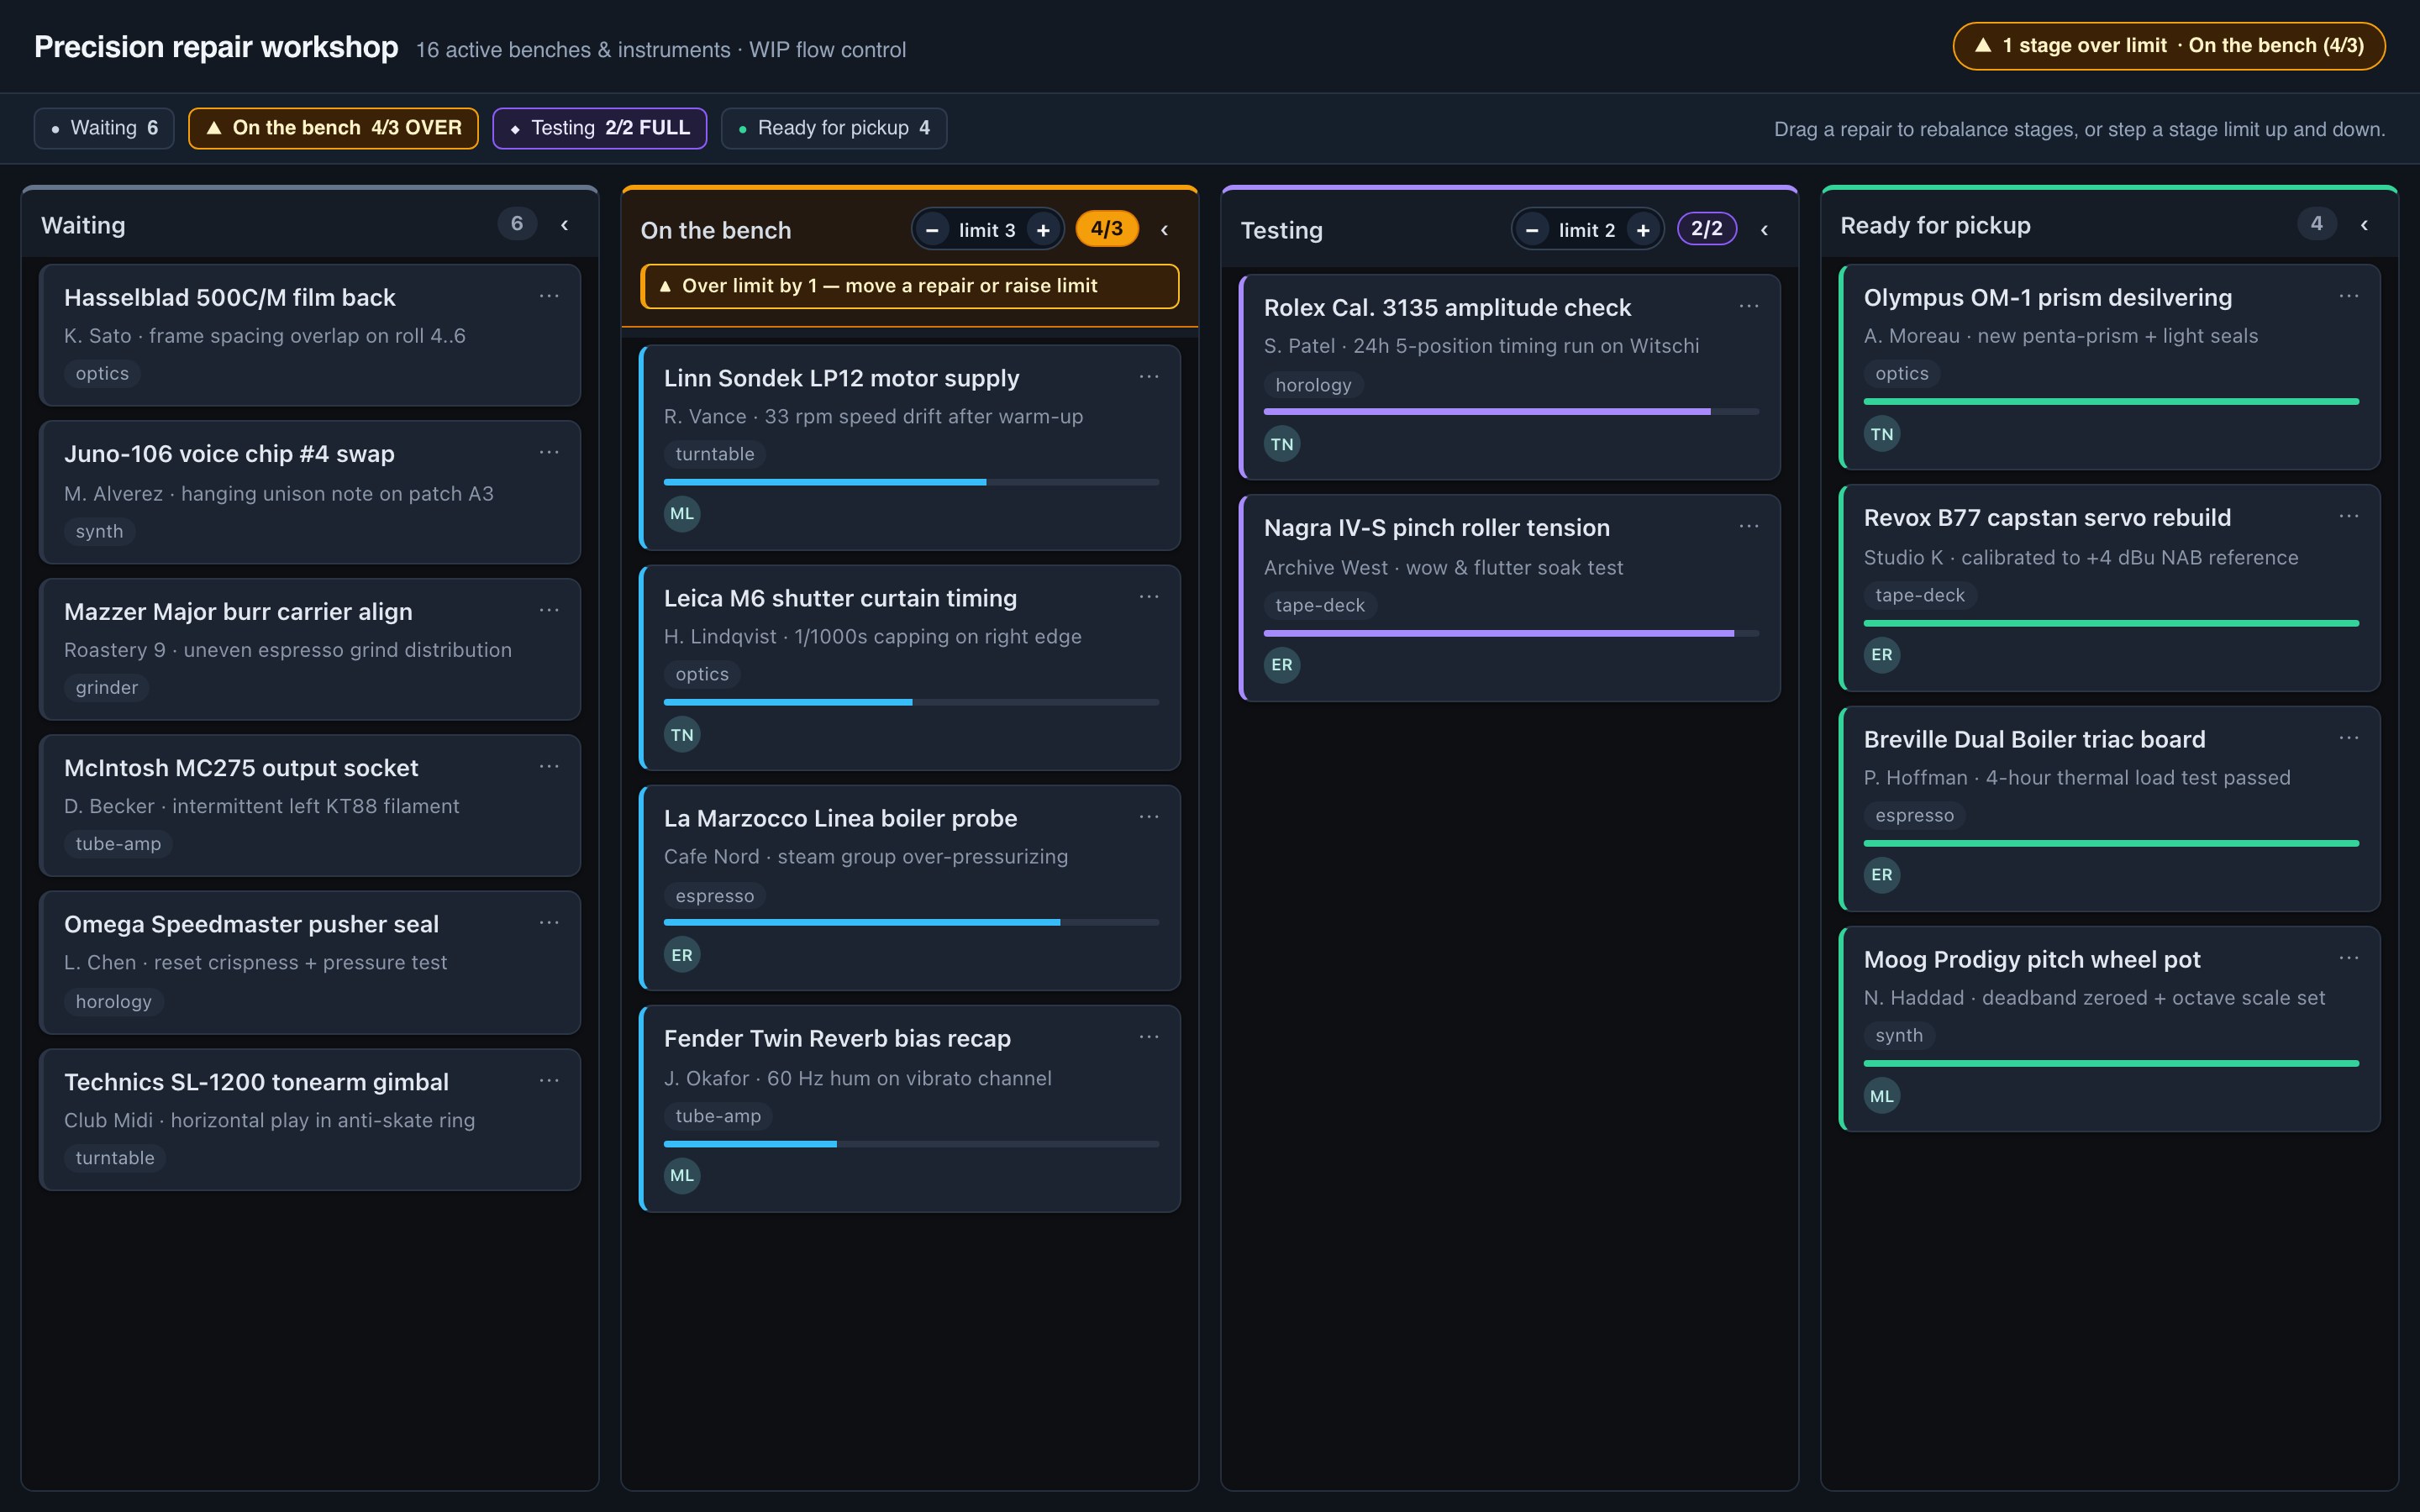 Precision repair workshop
16 active benches & instruments · WIP flow control
▲ 1 stage over limit · On the bench (4/3)
Waiting 6
▲ On the bench 4/3 OVER
◆ Testing 2/2 FULL
Ready for pickup 4
Drag a repair to rebalance stages, or step a stage limit up and down.
Waiting
6
‹
Hasselblad 500C/M film back
···
K. Sato · frame spacing overlap on roll 4..6
optics
Juno-106 voice chip #4 swap
···
M. Alverez · hanging unison note on patch A3
synth
Mazzer Major burr carrier align
···
Roastery 9 · uneven espresso grind distribution
grinder
McIntosh MC275 output socket
···
D. Becker · intermittent left KT88 filament
tube-amp
Omega Speedmaster pusher seal
···
L. Chen · reset crispness + pressure test
horology
Technics SL-1200 tonearm gimbal
···
Club Midi · horizontal play in anti-skate ring
turntable
On the bench
− limit 3 +
4/3
‹
▲ Over limit by 1 — move a repair or raise limit
Linn Sondek LP12 motor supply
···
R. Vance · 33 rpm speed drift after warm-up
turntable
ML
Leica M6 shutter curtain timing
···
H. Lindqvist · 1/1000s capping on right edge
optics
TN
La Marzocco Linea boiler probe
···
Cafe Nord · steam group over-pressurizing
espresso
ER
Fender Twin Reverb bias recap
···
J. Okafor · 60 Hz hum on vibrato channel
tube-amp
ML
Testing
− limit 2 +
2/2
‹
Rolex Cal. 3135 amplitude check
···
S. Patel · 24h 5-position timing run on Witschi
horology
TN
Nagra IV-S pinch roller tension
···
Archive West · wow & flutter soak test
tape-deck
ER
Ready for pickup
4
‹
Olympus OM-1 prism desilvering
···
A. Moreau · new penta-prism + light seals
optics
TN
Revox B77 capstan servo rebuild
···
Studio K · calibrated to +4 dBu NAB reference
tape-deck
ER
Breville Dual Boiler triac board
···
P. Hoffman · 4-hour thermal load test passed
espresso
ER
Moog Prodigy pitch wheel pot
···
N. Haddad · deadband zeroed + octave scale set
synth
ML